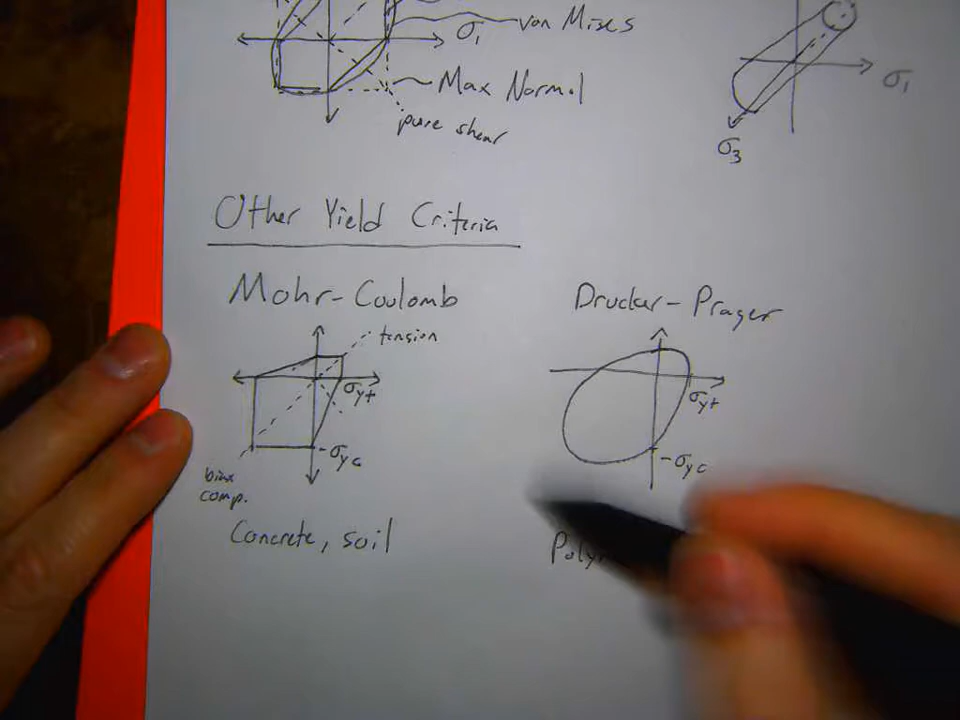 von Mises
σ₁
Max Normal
pure shear
σ₁
σ₃
Other Yield Criteria
Mohr-Coulomb
tension
σyt
-σyc
biax
comp.
Concrete, soil
Drucker-Prager
σyt
-σyc